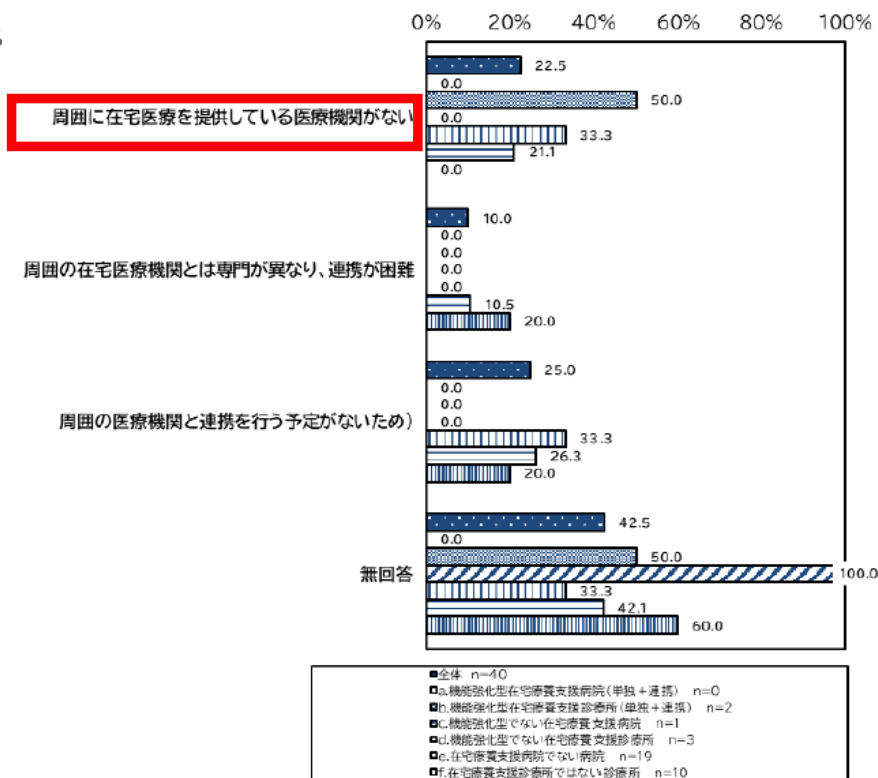 0% 20% 40% 60% 80% 100%
周囲に在宅医療を提供している医療機関がない
22.5
0.0
50.0
0.0
33.3
21.1
0.0
周囲の在宅医療機関とは専門が異なり、連携が困難
10.0
0.0
0.0
0.0
0.0
10.5
20.0
周囲の医療機関と連携を行う予定がないため）
25.0
0.0
0.0
0.0
33.3
26.3
20.0
無回答
42.5
0.0
50.0
100.0
33.3
42.1
60.0
全体 n=40
a.機能強化型在宅療養支援病院（単独＋連携） n=0
b.機能強化型在宅療養支援診療所（単独＋連携） n=2
c.機能強化型でない在宅療養支援病院 n=1
d.機能強化型でない在宅療養支援診療所 n=3
e.在宅療養支援病院でない病院 n=19
f.在宅療養支援診療所ではない診療所 n=10